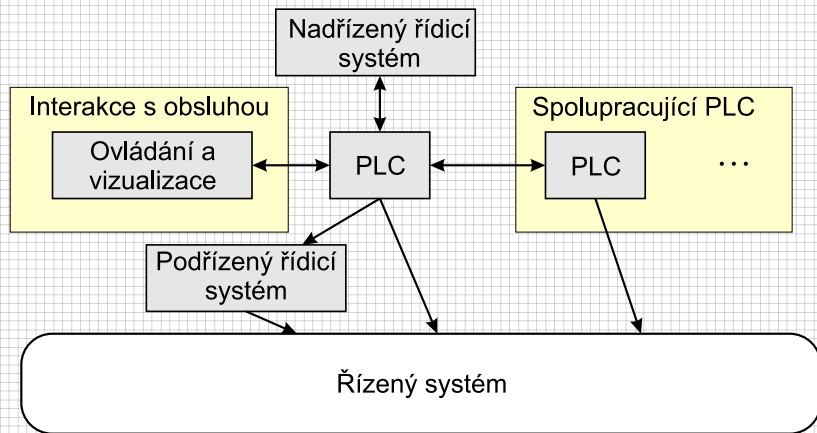 Nadřízený řídicí
systém
Interakce s obsluhou
Ovládání a
vizualizace
PLC
Spolupracující PLC
PLC
...
Podřízený řídicí
systém
Řízený systém